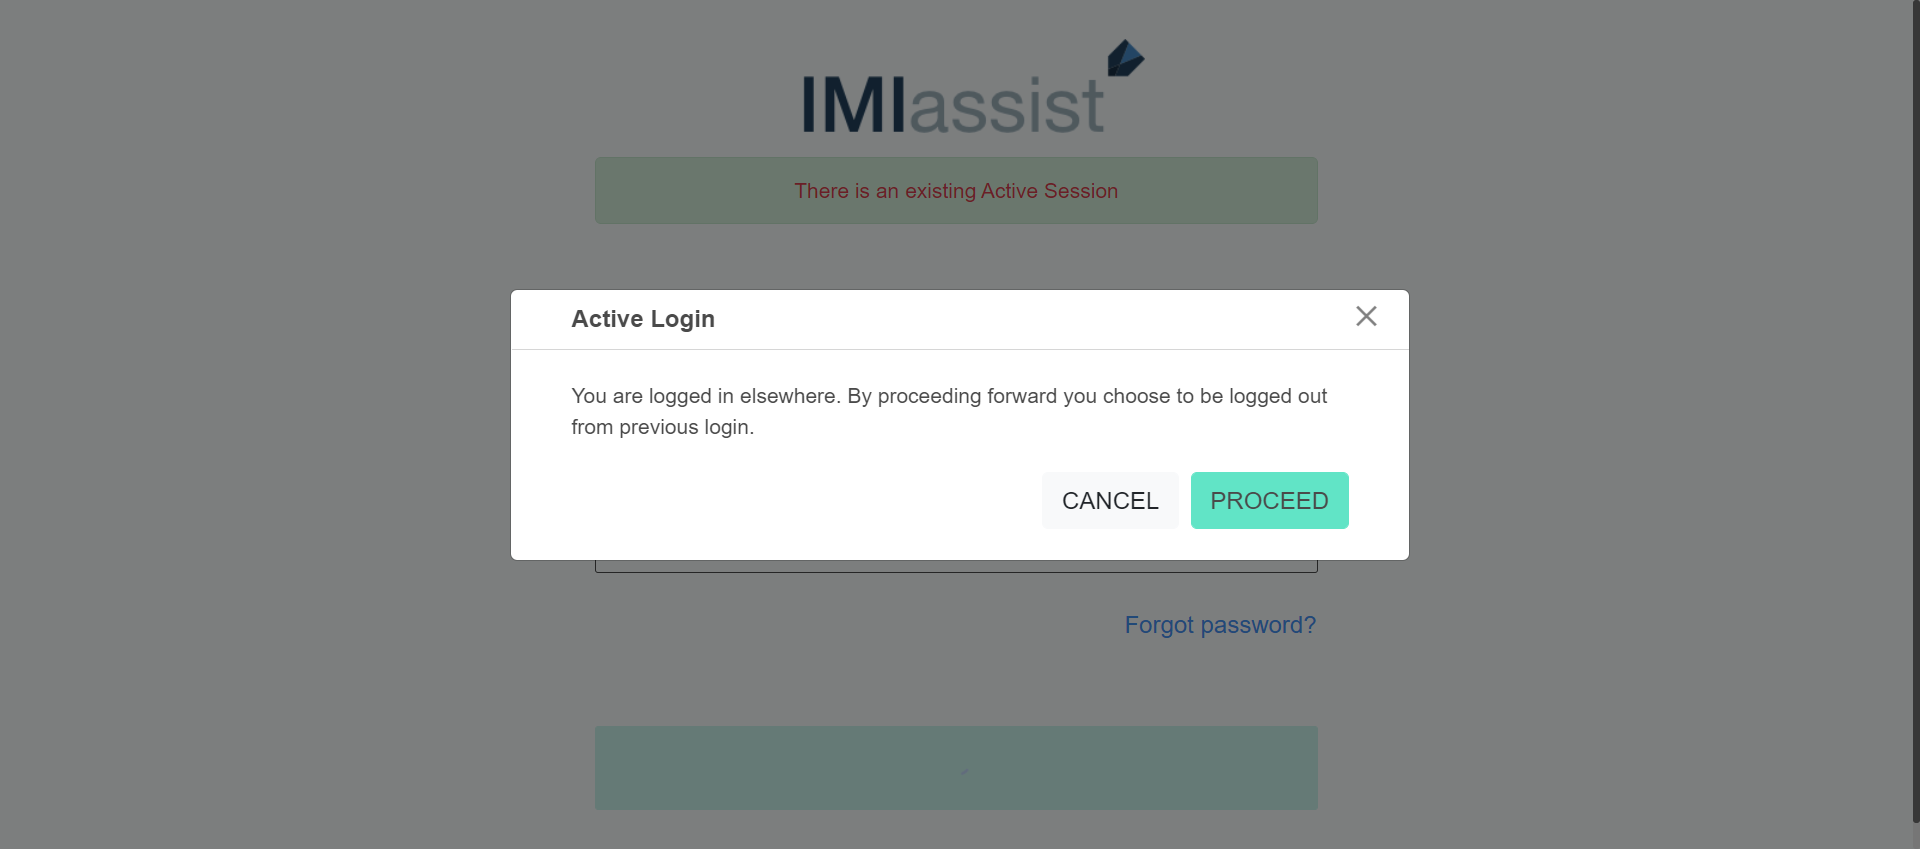 IMIassist
There is an existing Active Session
Active Login
You are logged in elsewhere. By proceeding forward you choose to be logged out
from previous login.
CANCEL PROCEED
Forgot password?